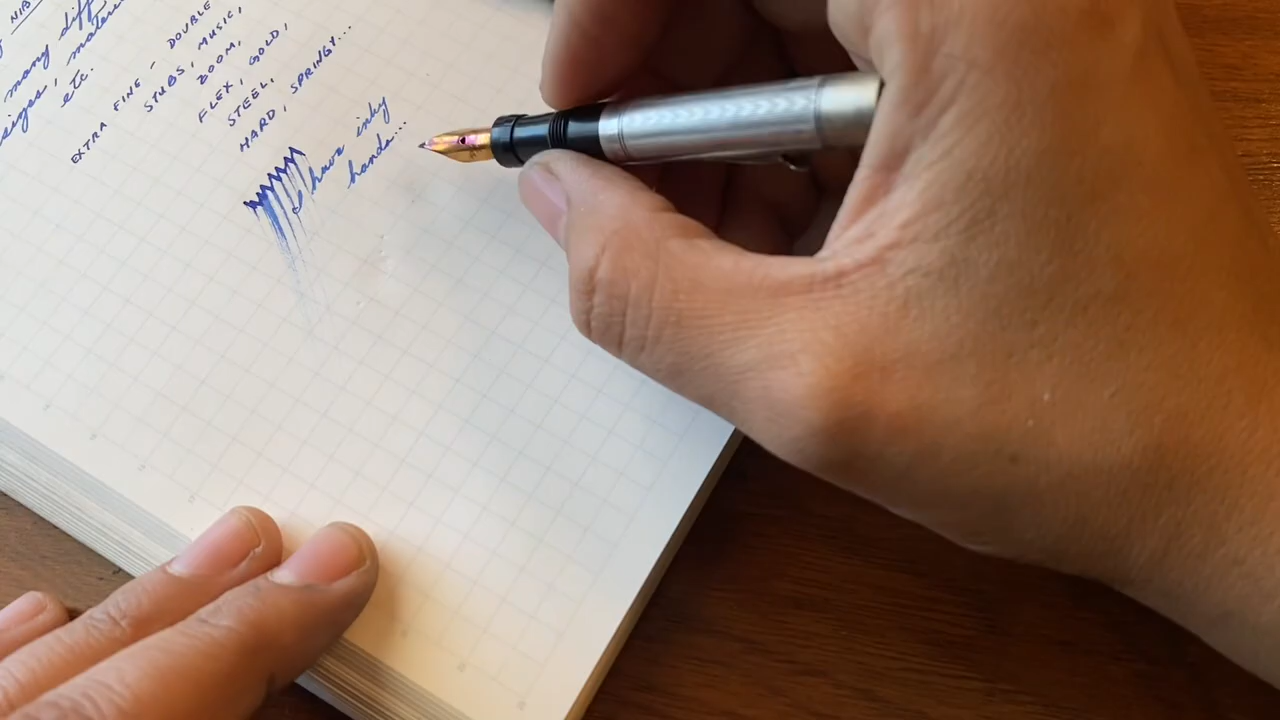 NIB
many diff
sizes, mater
etc.
EXTRA FINE - DOUBLE
STUBS, MUSIC,
ZOOM,
FLEX, GOLD,
STEEL,
HARD, SPRINGY...
I have inky
hands...